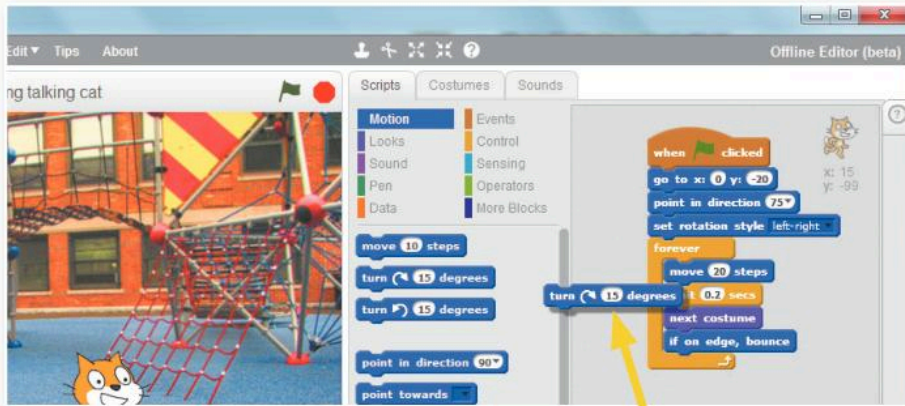 Edit Tips About
Offline Editor (beta)
ng talking cat
Scripts Costumes Sounds
Motion Events
Looks Control
Sound Sensing
Pen Operators
Data More Blocks
move 10 steps
turn 15 degrees
turn 15 degrees
point in direction 90
point towards
turn 15 degrees
when clicked
go to x: 0 y: -20
point in direction 75
set rotation style left-right
forever
move 20 steps
0.2 secs
next costume
if on edge, bounce
x: 15
y: -99
?